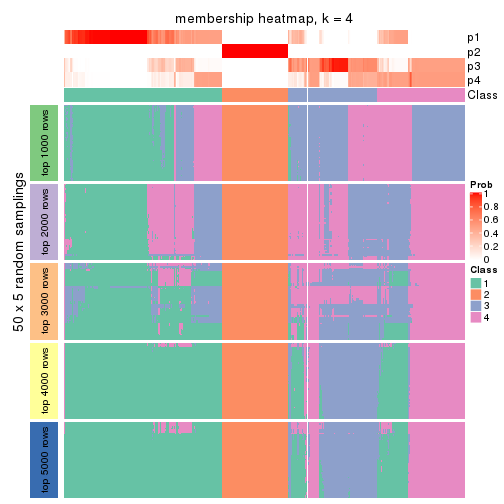 membership heatmap, k = 4
p1
p2
p3
p4
Class
50 x 5 random samplings
top 1000 rows
top 2000 rows
top 3000 rows
top 4000 rows
top 5000 rows
Prob
1
0.8
0.6
0.4
0.2
0
Class
1
2
3
4